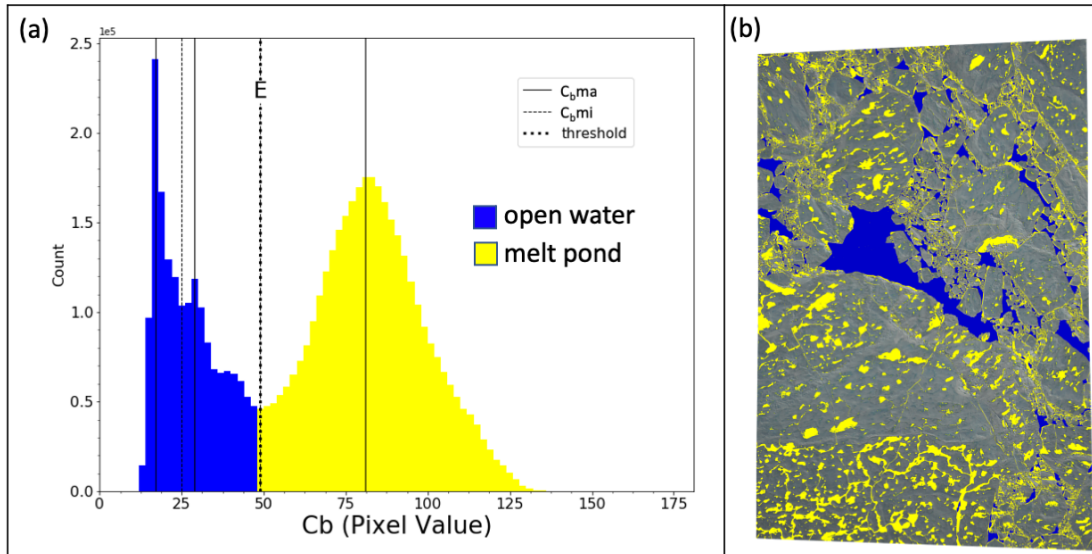 (a)
1e5
2.5
2.0
1.5
1.0
0.5
0.0
Count
E
C_bma
C_bmi
threshold
open water
melt pond
0 25 50 75 100 125 150 175
Cb (Pixel Value)
(b)